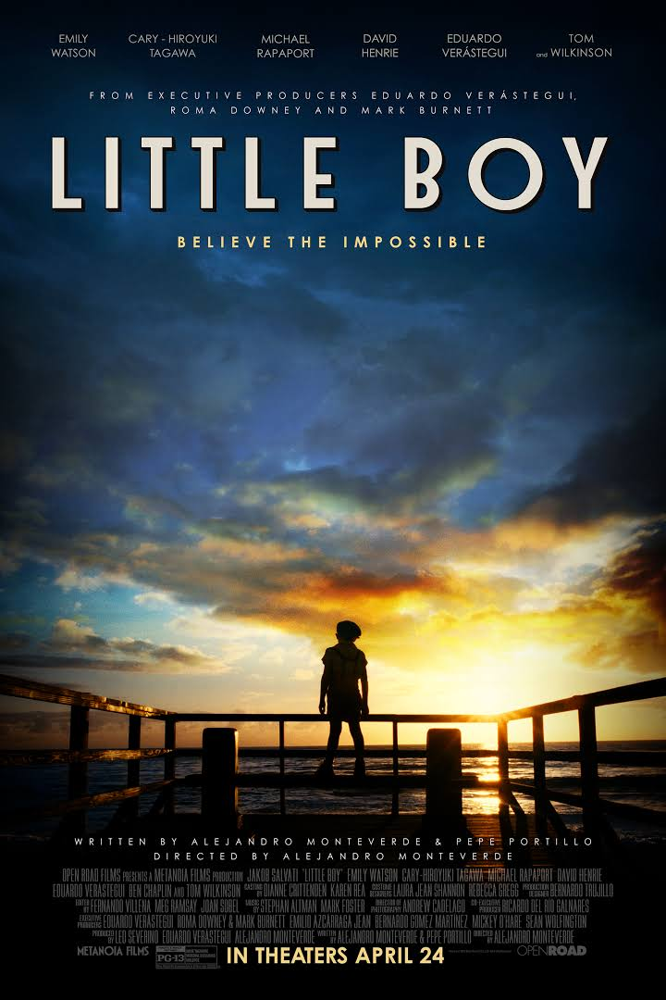 EMILY WATSON
CARY - HIROYUKI TAGAWA
MICHAEL RAPAPORT
DAVID HENRIE
EDUARDO VERÁSTEGUI
and TOM WILKINSON
FROM EXECUTIVE PRODUCERS EDUARDO VERÁSTEGUI,
ROMA DOWNEY AND MARK BURNETT
LITTLE BOY
BELIEVE THE IMPOSSIBLE
WRITTEN BY ALEJANDRO MONTEVERDE & PEPE PORTILLO
DIRECTED BY ALEJANDRO MONTEVERDE
OPEN ROAD FILMS PRESENTS A METANOIA FILMS PRODUCTION JAKOB SALVATI "LITTLE BOY" EMILY WATSON CARY-HIROYUKI TAGAWA MICHAEL RAPAPORT DAVID HENRIE
EDUARDO VERÁSTEGUI BEN CHAPLIN AND TOM WILKINSON CASTING BY DIANNE CRITTENDEN KAREN REA COSTUME DESIGNERS LAURA JEAN SHANNON REBECCA GREGG PRODUCTION DESIGNER BERNARDO TRUJILLO
EDITED BY FERNANDO VILLENA MEG RAMSAY JOAN SOBEL MUSIC BY STEPHAN ALTMAN MARK FOSTER DIRECTOR OF PHOTOGRAPHY ANDREW CADELAGO CO-EXECUTIVE PRODUCER RICARDO DEL RIO GALNARES
EXECUTIVE PRODUCERS EDUARDO VERASTEGUI ROMA DOWNEY & MARK BURNETT EMILIO AZCARRAGA JEAN BERNARDO GOMEZ MARTINEZ MICKEY O'HARE SEAN WOLFINGTON
PRODUCED BY LEO SEVERINO EDUARDO VERASTEGUI ALEJANDRO MONTEVERDE WRITTEN BY ALEJANDRO MONTEVERDE & PEPE PORTILLO DIRECTED BY ALEJANDRO MONTEVERDE
METANOIA FILMS PG-13 IN THEATERS APRIL 24 OPEN ROAD